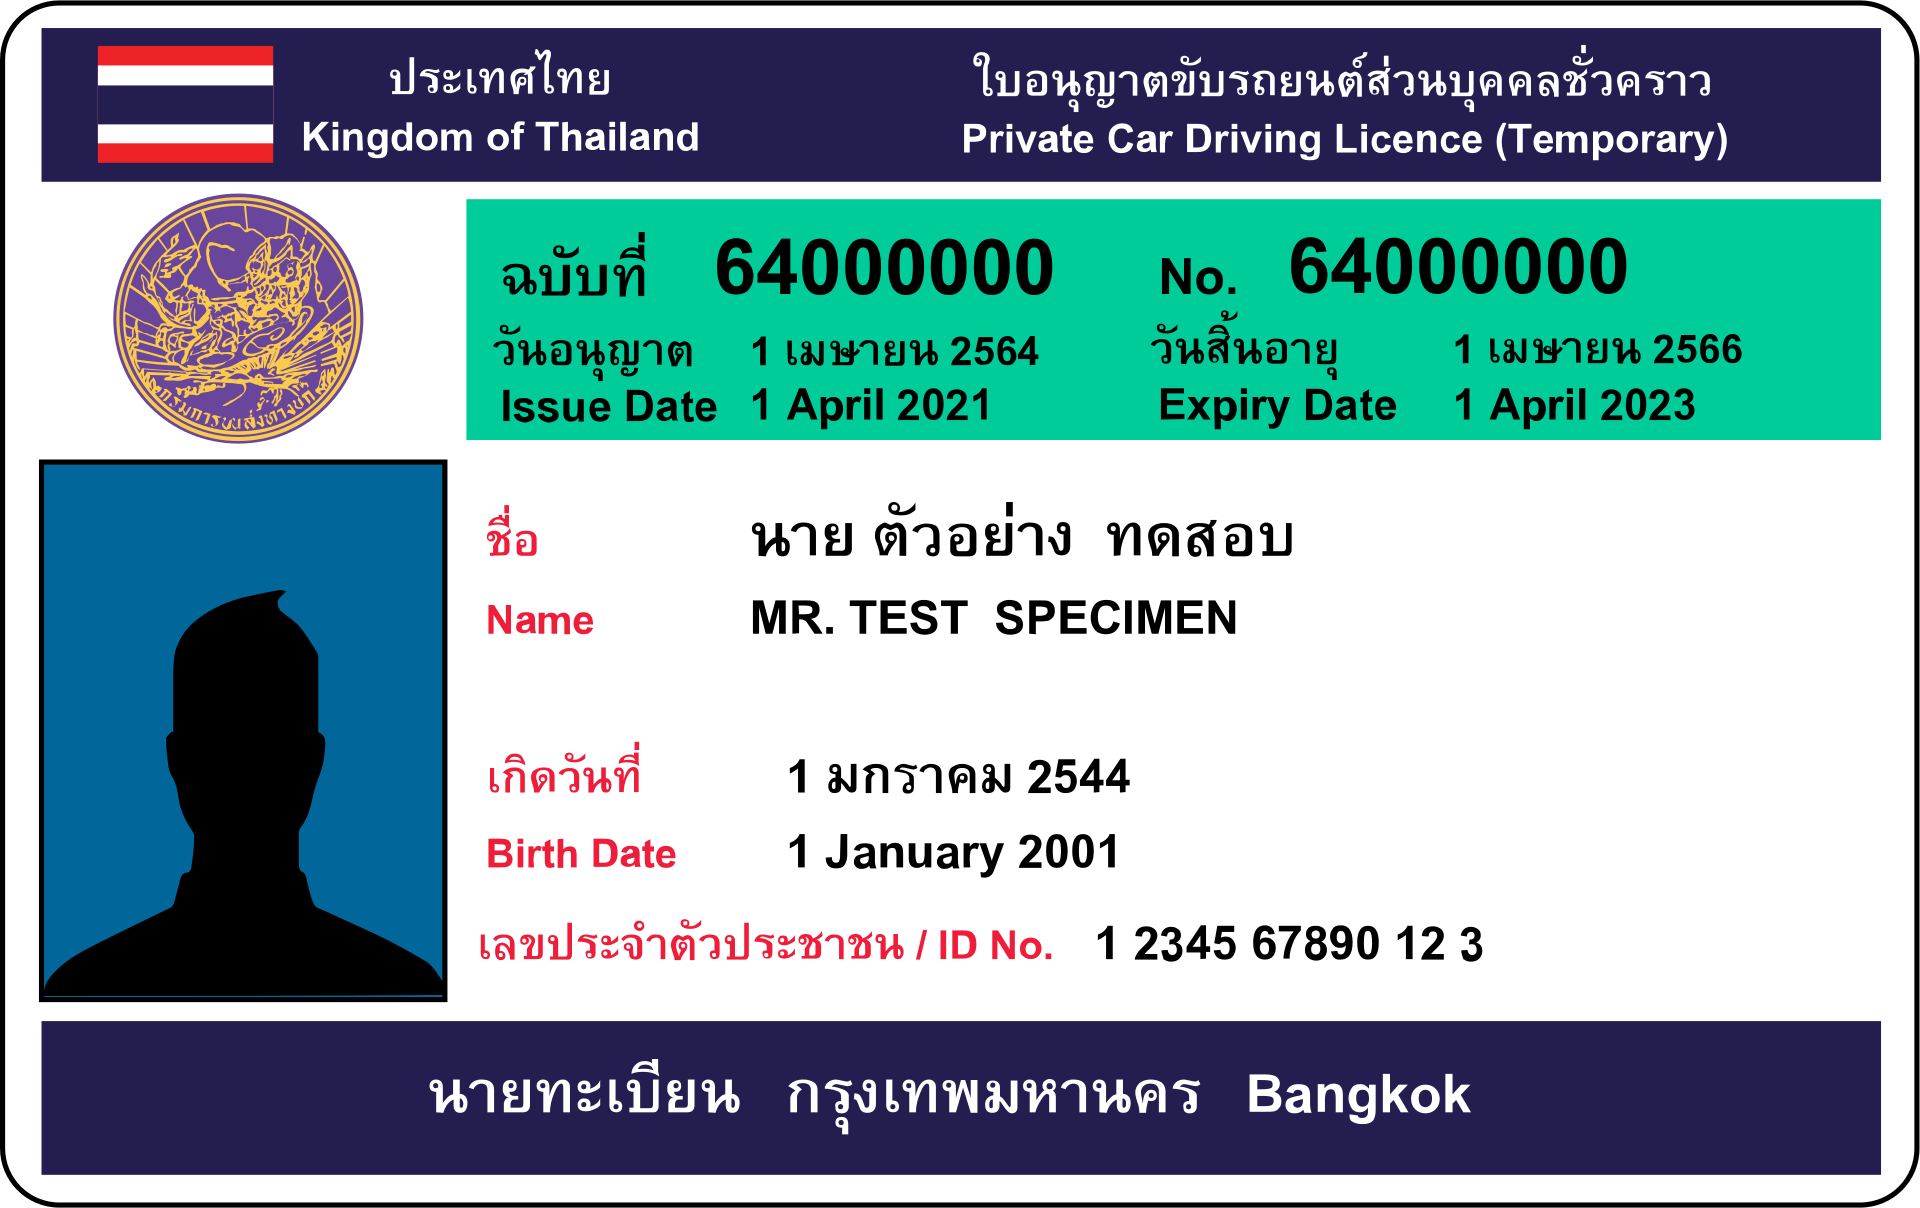 ประเทศไทย
Kingdom of Thailand
ใบอนุญาตขับรถยนต์ส่วนบุคคลชั่วคราว
Private Car Driving Licence (Temporary)
กรมการขนส่งทางบก
ฉบับที่ 64000000 No. 64000000
วันอนุญาต 1 เมษายน 2564 วันสิ้นอายุ 1 เมษายน 2566
Issue Date 1 April 2021 Expiry Date 1 April 2023
ชื่อ นาย ตัวอย่าง ทดสอบ
Name MR. TEST SPECIMEN
เกิดวันที่ 1 มกราคม 2544
Birth Date 1 January 2001
เลขประจำตัวประชาชน / ID No. 1 2345 67890 12 3
นายทะเบียน กรุงเทพมหานคร Bangkok